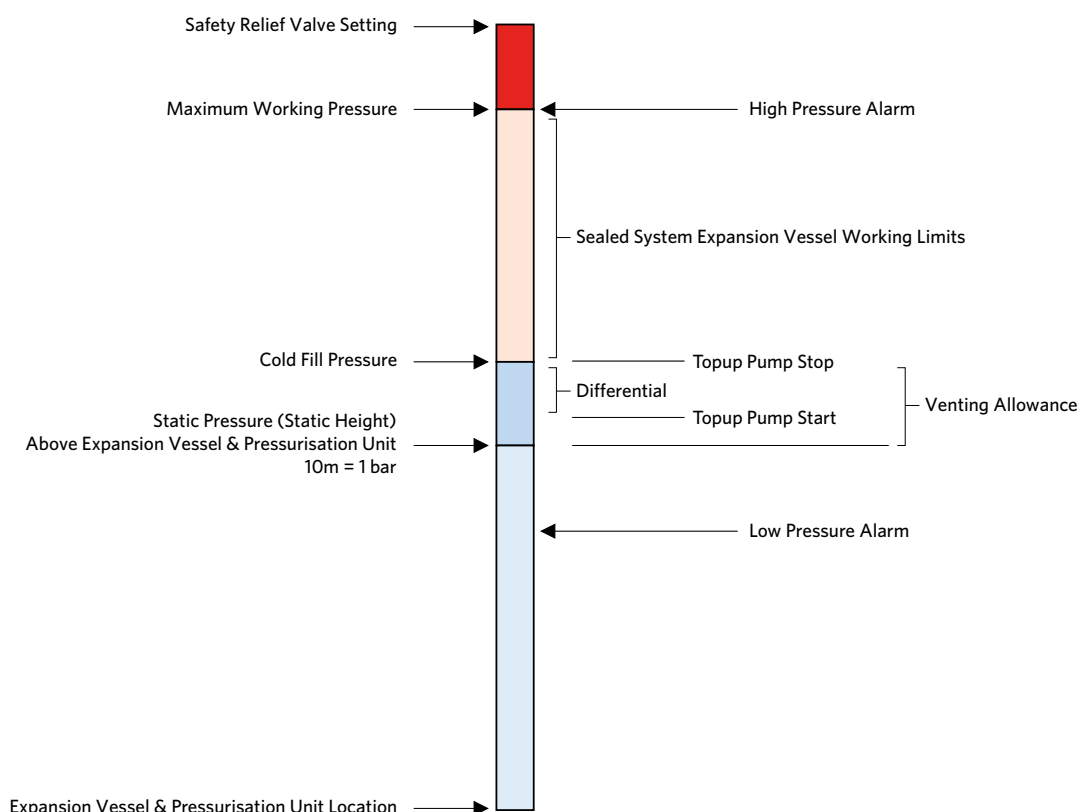 Safety Relief Valve Setting
Maximum Working Pressure
High Pressure Alarm
Sealed System Expansion Vessel Working Limits
Cold Fill Pressure
Topup Pump Stop
Differential
Venting Allowance
Topup Pump Start
Static Pressure (Static Height)
Above Expansion Vessel & Pressurisation Unit
10m = 1 bar
Low Pressure Alarm
Expansion Vessel & Pressurisation Unit Location